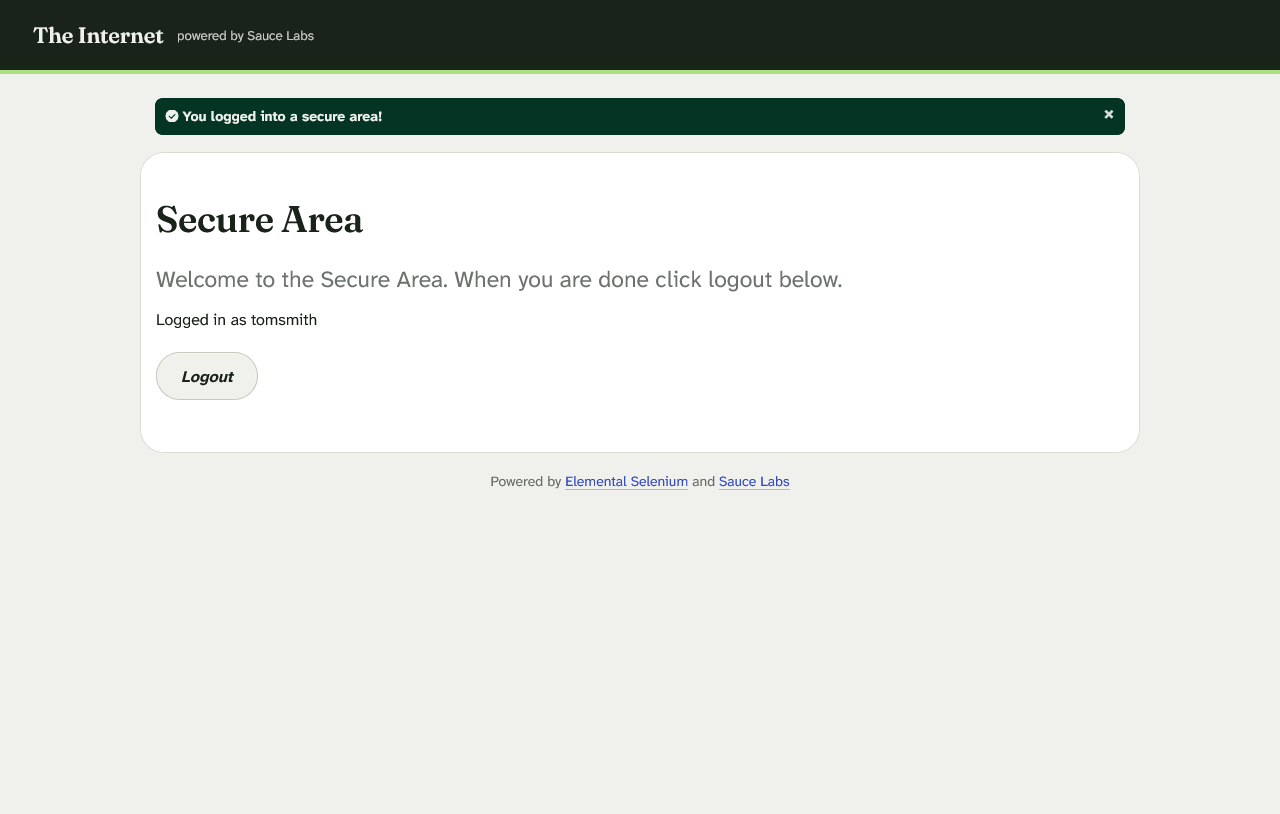 The Internet powered by Sauce Labs
You logged into a secure area! ×
Secure Area
Welcome to the Secure Area. When you are done click logout below.
Logged in as tomsmith
Logout
Powered by Elemental Selenium and Sauce Labs